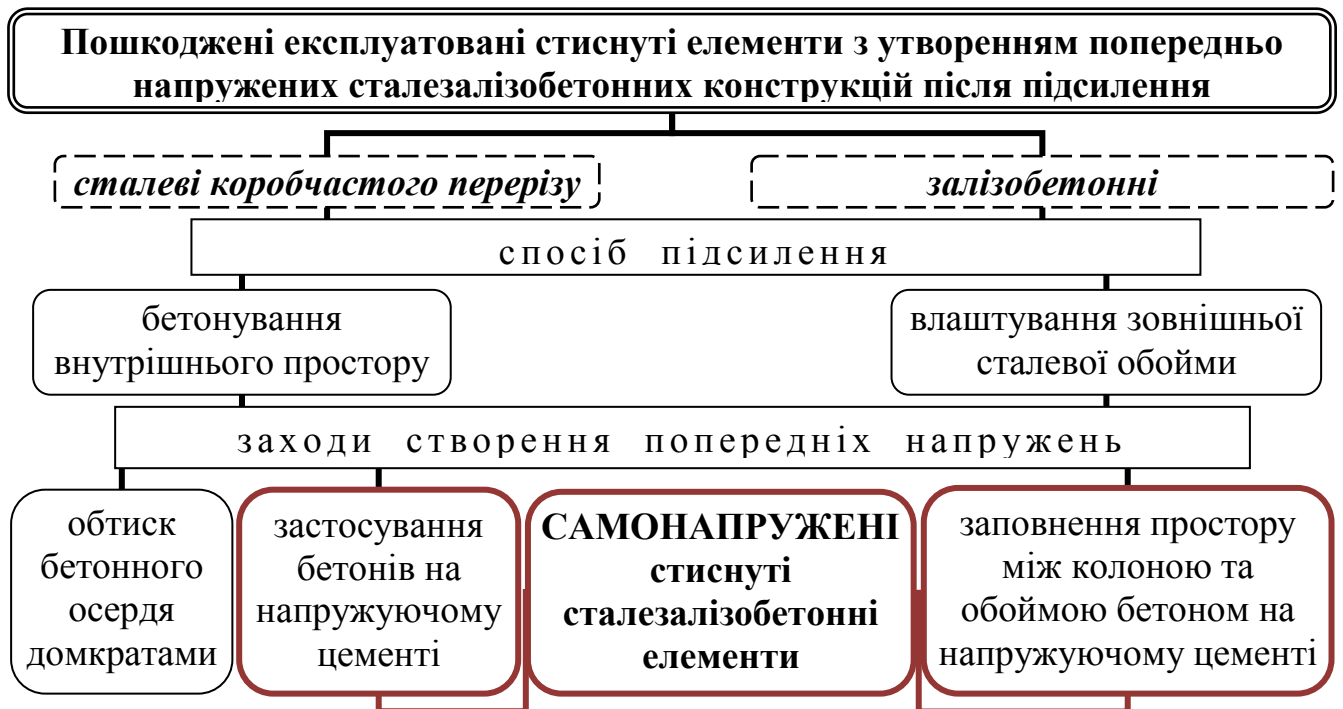 Пошкоджені експлуатовані стиснуті елементи з утворенням попередньо
напружених сталезалізобетонних конструкцій після підсилення
сталеві коробчастого перерізу
залізобетонні
спосіб підсилення
бетонування
внутрішнього простору
влаштування зовнішньої
сталевої обойми
заходи створення попередніх напружень
обтиск
бетонного
осердя
домкратами
застосування
бетонів на
напружуючому
цементі
САМОНАПРУЖЕНІ
стиснуті
сталезалізобетонні
елементи
заповнення простору
між колоною та
обоймою бетоном на
напружуючому цементі